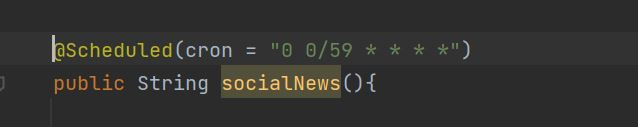 @Scheduled(cron = "0 0/59 * * * *")
public String socialNews(){